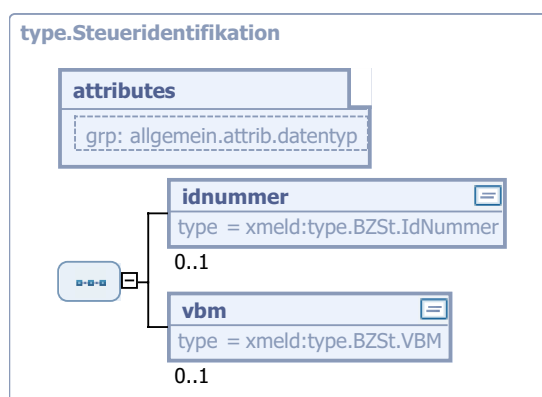 type.Steueridentifikation
attributes
grp: allgemein.attrib.datentyp
idnummer
type = xmeld:type.BZSt.IdNummer
0..1
vbm
type = xmeld:type.BZSt.VBM
0..1